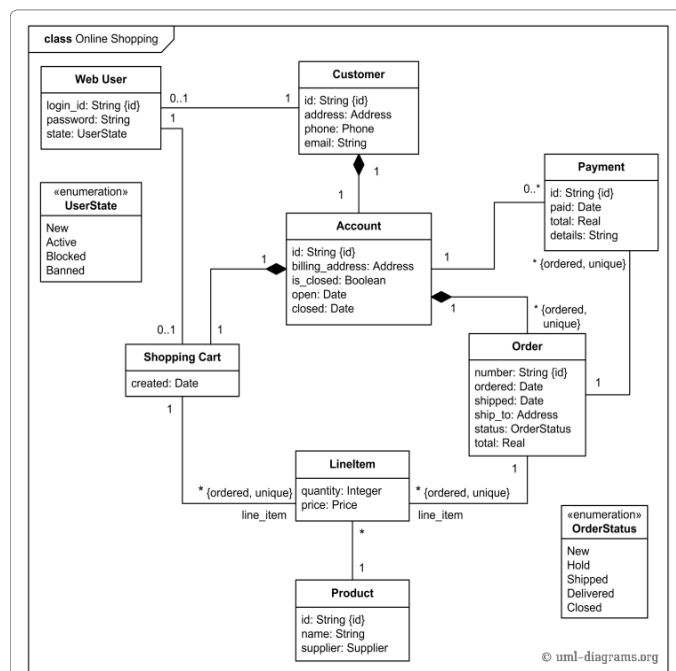 class Online Shopping
Web User
login_id: String {id}
password: String
state: UserState
0..1
1
1
Customer
id: String {id}
address: Address
phone: Phone
email: String
1
1
«enumeration»
UserState
New
Active
Blocked
Banned
Account
id: String {id}
billing_address: Address
is_closed: Boolean
open: Date
closed: Date
1
1
1
0..*
Payment
id: String {id}
paid: Date
total: Real
details: String
* {ordered, unique}
1
* {ordered,
unique}
0..1
1
Shopping Cart
created: Date
1
Order
number: String {id}
ordered: Date
shipped: Date
ship_to: Address
status: OrderStatus
total: Real
1
1
LineItem
quantity: Integer
price: Price
* {ordered, unique}
line_item
* {ordered, unique}
line_item
*
1
Product
id: String {id}
name: String
supplier: Supplier
«enumeration»
OrderStatus
New
Hold
Shipped
Delivered
Closed
© uml-diagrams.org